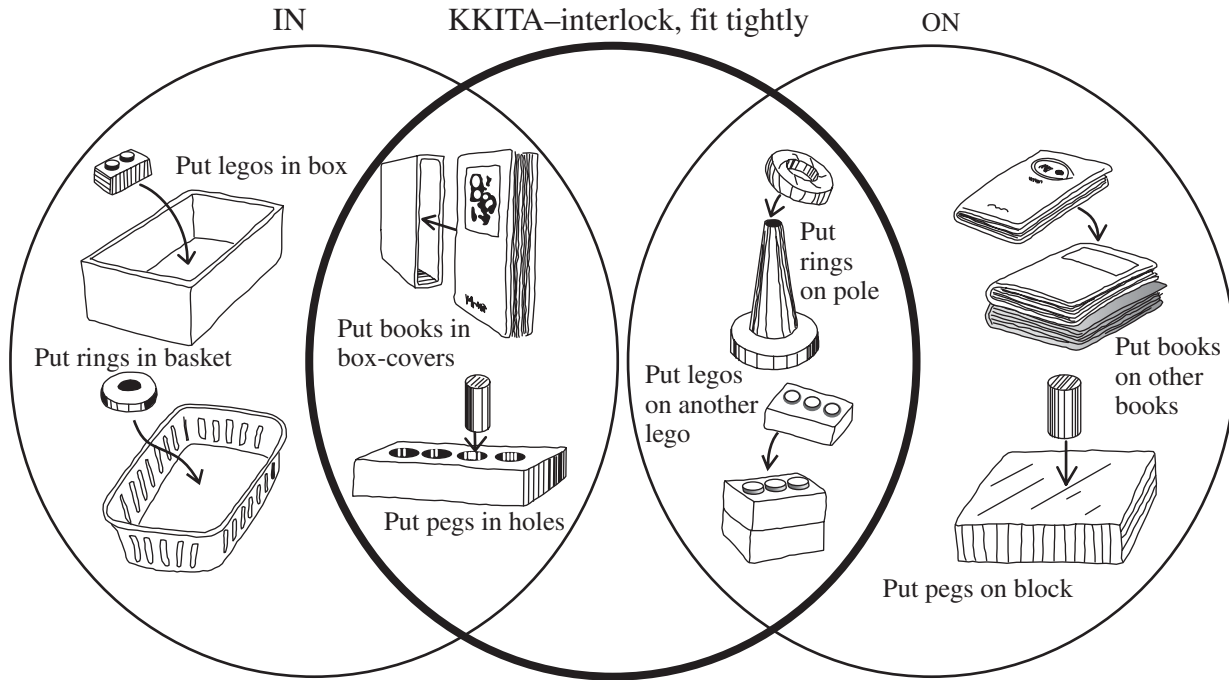 IN
KKITA–interlock, fit tightly
ON
Put legos in box
Put rings in basket
Put books in
box-covers
Put pegs in holes
Put
rings
on pole
Put legos
on another
lego
Put books
on other
books
Put pegs on block